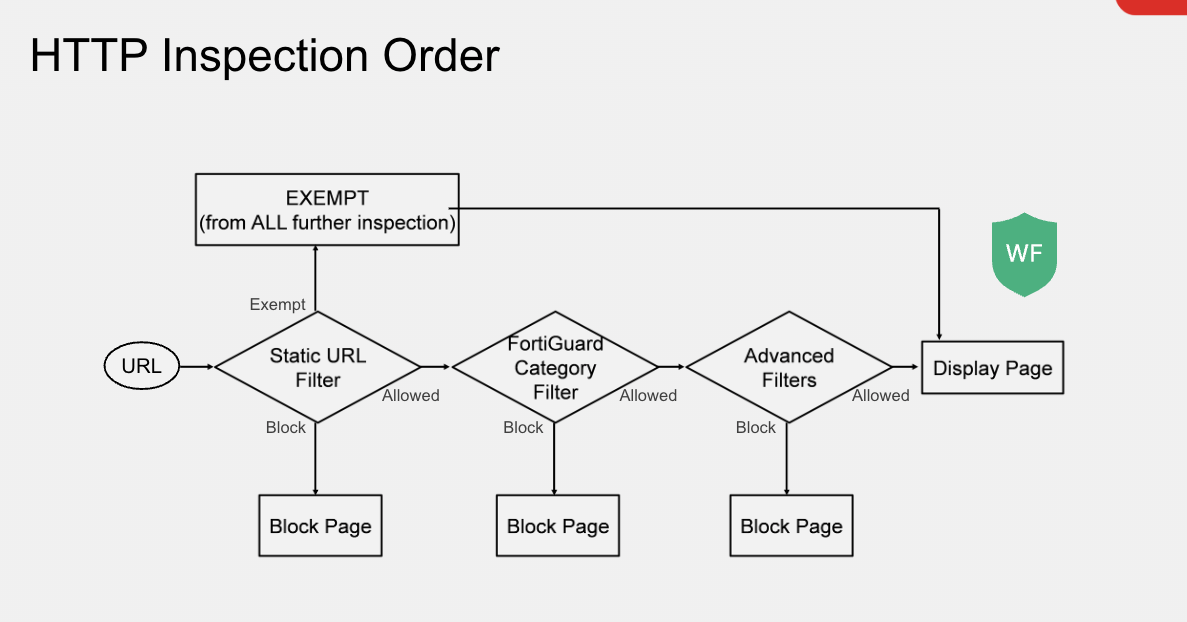 HTTP Inspection Order
EXEMPT
(from ALL further inspection)
WF
Exempt
URL
Static URL
Filter
Allowed
Block
FortiGuard
Category
Filter
Allowed
Block
Advanced
Filters
Allowed
Block
Display Page
Block Page
Block Page
Block Page